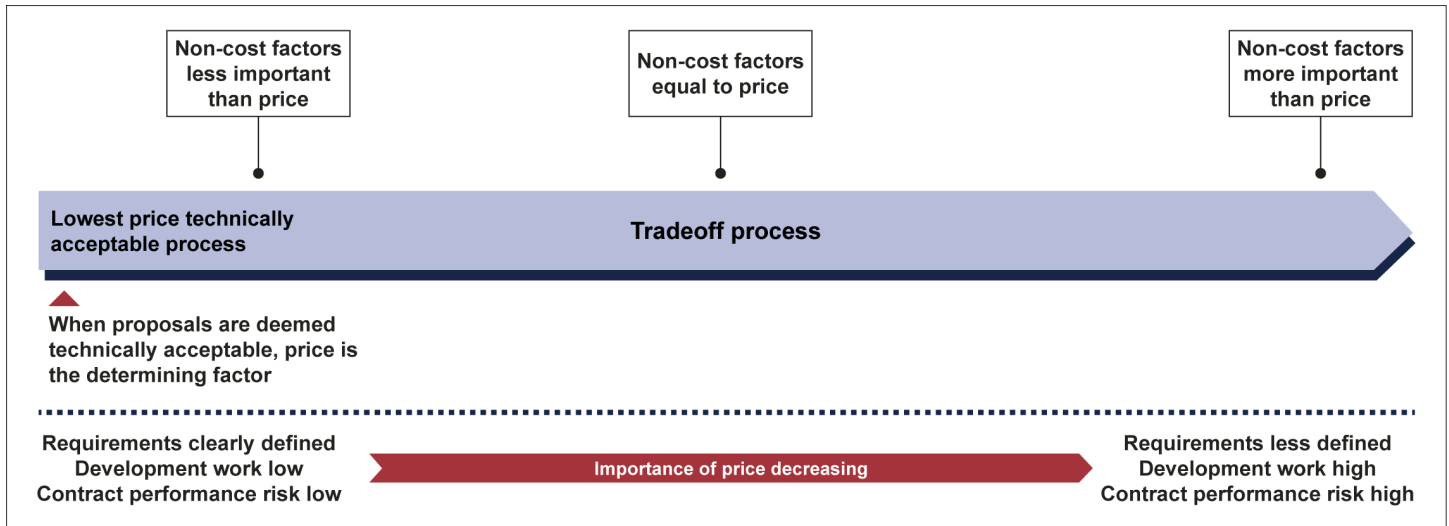 Non-cost factors
less important
than price
Non-cost factors
equal to price
Non-cost factors
more important
than price
Lowest price technically
acceptable process
Tradeoff process
When proposals are deemed
technically acceptable, price is
the determining factor
Requirements clearly defined
Development work low
Contract performance risk low
Importance of price decreasing
Requirements less defined
Development work high
Contract performance risk high